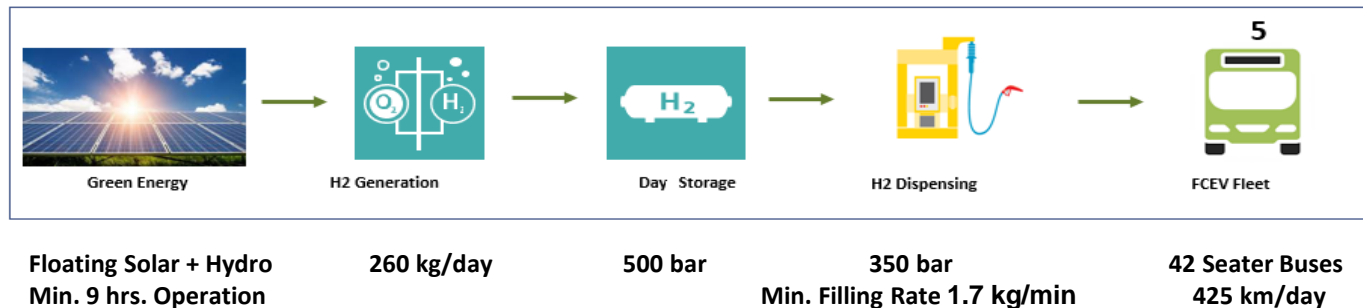 5
O2 H2
H2
Green Energy
H2 Generation
Day Storage
H2 Dispensing
FCEV Fleet
Floating Solar + Hydro
Min. 9 hrs. Operation
260 kg/day
500 bar
350 bar
Min. Filling Rate 1.7 kg/min
42 Seater Buses
425 km/day